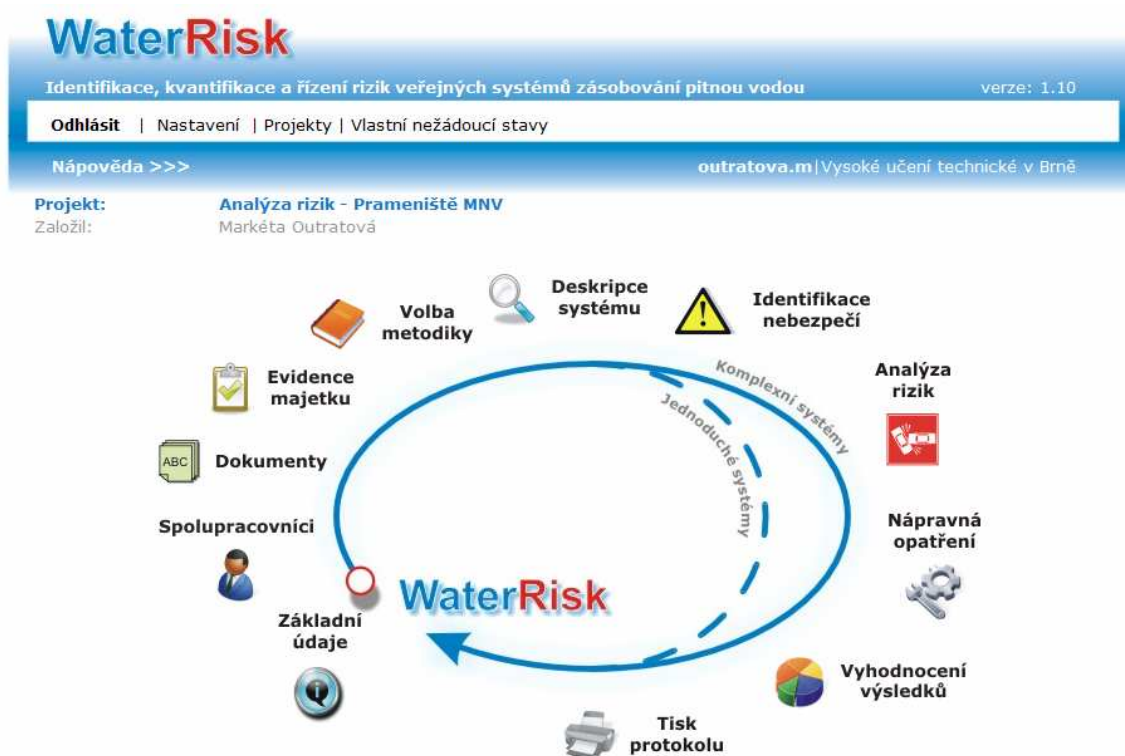 WaterRisk
Identifikace, kvantifikace a řízení rizik veřejných systémů zásobování pitnou vodou verze: 1.10
Odhlásit | Nastavení | Projekty | Vlastní nežádoucí stavy
Nápověda >>> outratova.m|Vysoké učení technické v Brně
Projekt: Analýza rizik - Prameniště MNV
Založil: Markéta Outratová
Deskripce
systému
Identifikace
nebezpečí
Volba
metodiky
Komplexní systémy
Analýza
rizik
Evidence
majetku
Jednoduché systémy
ABC
Dokumenty
Spolupracovníci
Nápravná
opatření
WaterRisk
Základní
údaje
Vyhodnocení
výsledků
Tisk
protokolu